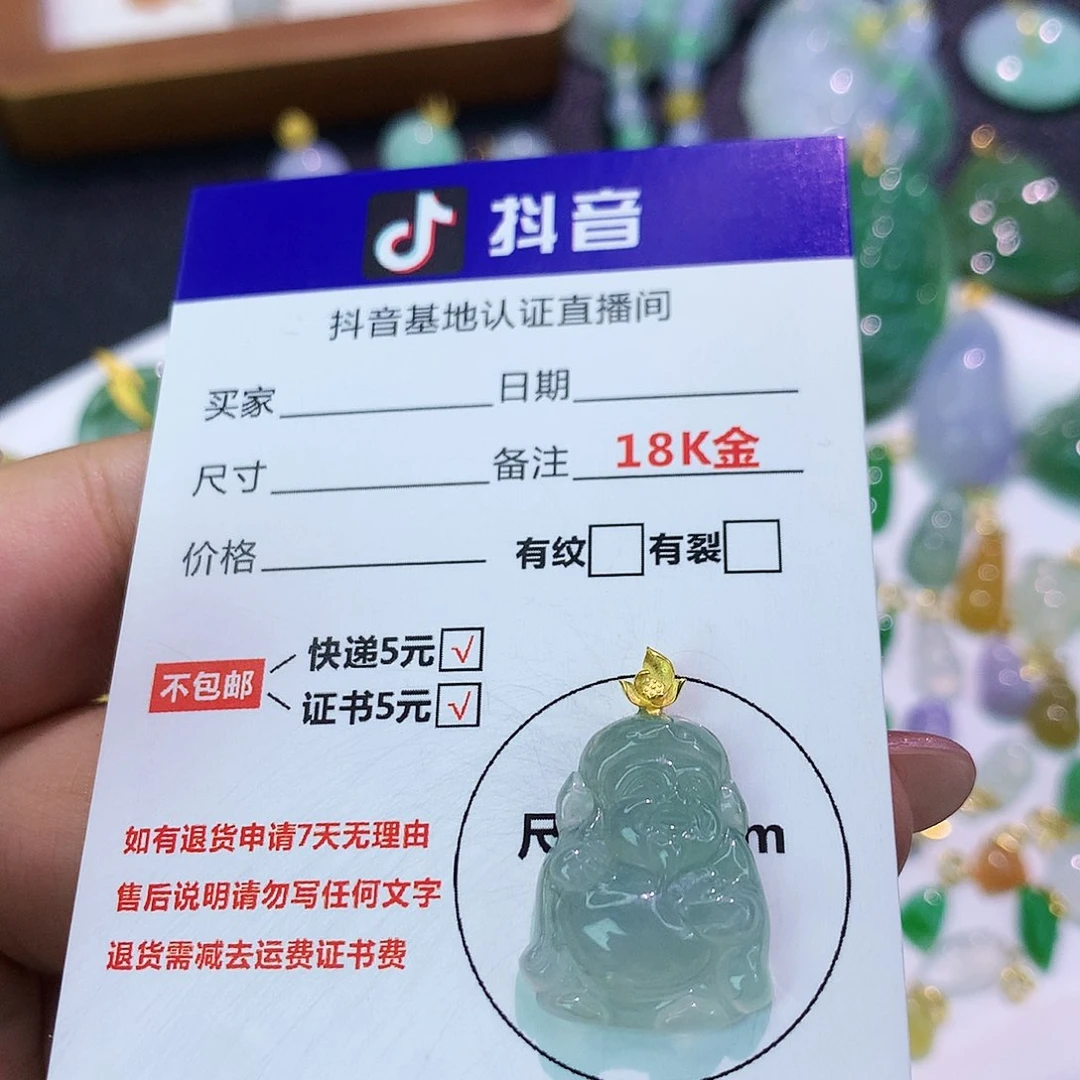 抖音
抖音基地认证直播间
买家 日期
尺寸 备注 18K金
价格 有纹 有裂
快递5元 √
不包邮
证书5元 √
如有退货申请7天无理由
售后说明请勿写任何文字
退货需减去运费证书费
尺 m